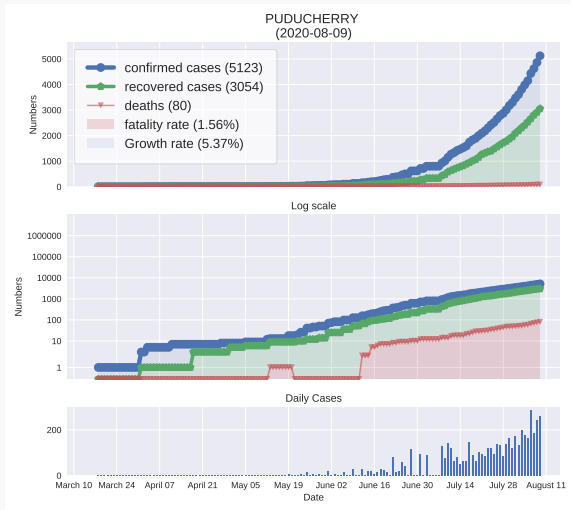 PUDUCHERRY
(2020-08-09)
5000
4000
3000
2000
1000
0
Numbers
confirmed cases (5123)
recovered cases (3054)
deaths (80)
fatality rate (1.56%)
Growth rate (5.37%)
Log scale
1000000
100000
10000
1000
100
10
1
Numbers
Daily Cases
200
0
March 10 March 24 April 07 April 21 May 05 May 19 June 02 June 16 June 30 July 14 July 28 August 11
Date